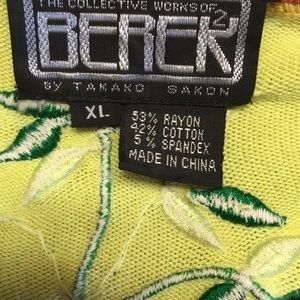 THE COLLECTIVE WORKS OF
BEREK 2
BY TAKAKO SAKON
XL
53% RAYON
42% COTTON
5% SPANDEX
MADE IN CHINA